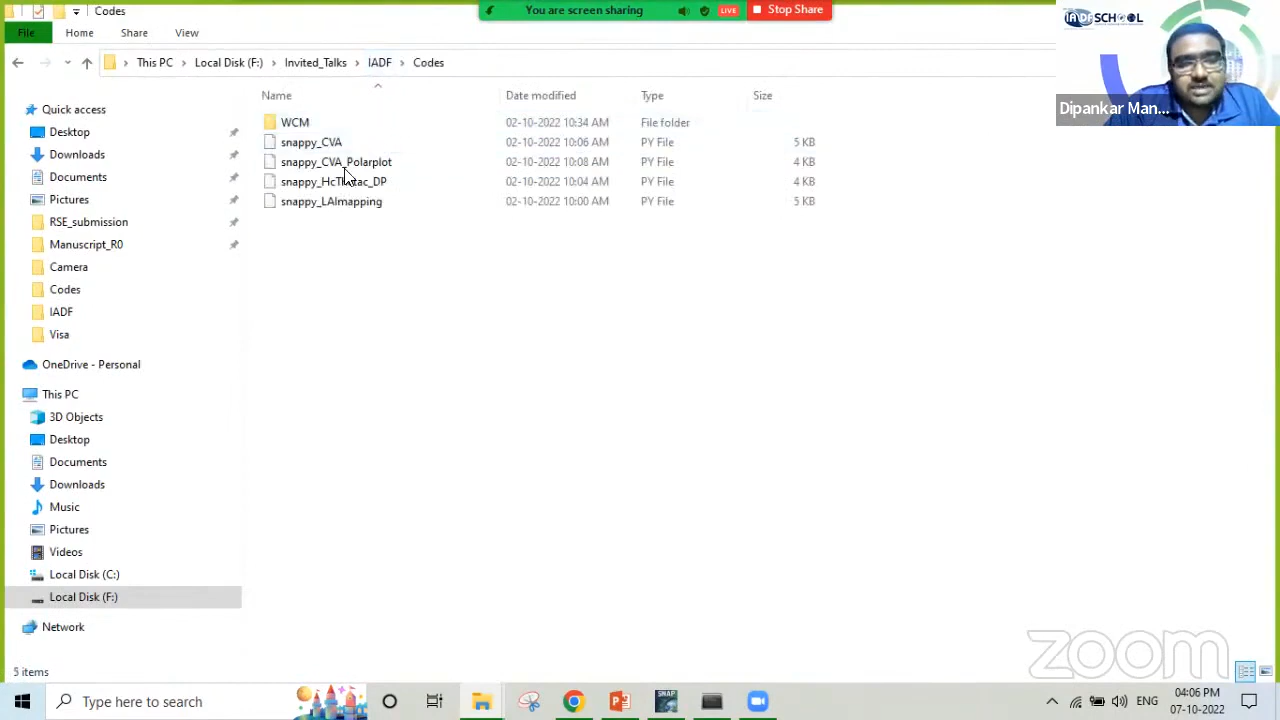 You are screen sharing
LIVE
Stop Share
Codes
File
Home
Share
View
This PC
Local Disk (F:)
Invited_Talks
IADF
Codes
Name
Date modified
Type
Size
WCM
02-10-2022 10:34 AM
File folder
snappy_CVA
02-10-2022 10:06 AM
PY File
5 KB
snappy_CVA_Polarplot
02-10-2022 10:08 AM
PY File
4 KB
02-10-2022 10:04 AM
PY File
4 KB
snappy_LAImapping
02-10-2022 10:00 AM
PY File
5 KB
Quick access
Desktop
Downloads
Documents
Pictures
RSE_submission
Manuscript_R0
Camera
Codes
IADF
Visa
OneDrive - Personal
This PC
3D Objects
Desktop
Documents
Downloads
Music
Pictures
Videos
Local Disk (C:)
Local Disk (F:)
Network
5 items
IADFSCHOOL
Dipankar Man...
zoom
Type here to search
SNAP
ENG
04:06 PM
07-10-2022